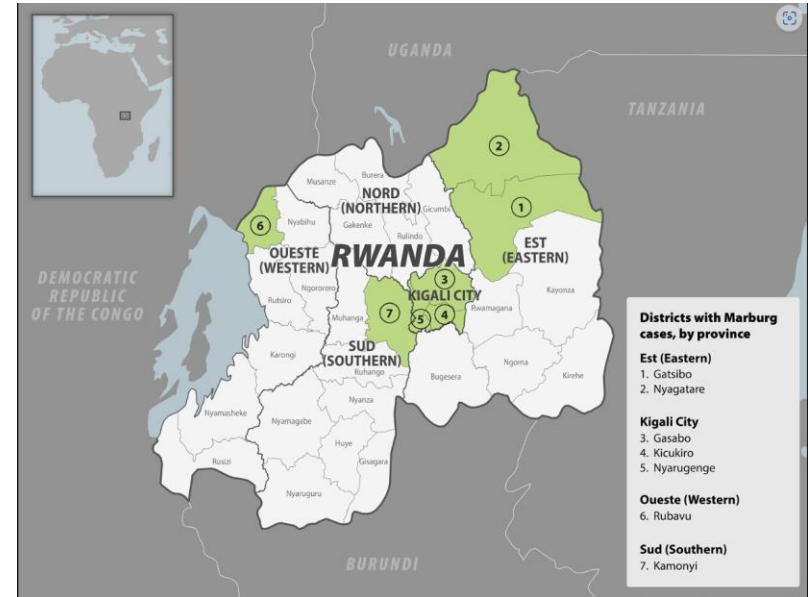 UGANDA
TANZANIA
DEMOCRATIC
REPUBLIC
OF THE CONGO
BURUNDI
RWANDA
NORD
(NORTHERN)
OUESTE
(WESTERN)
EST
(EASTERN)
KIGALI CITY
SUD
(SOUTHERN)
Musanze
Burera
Gicumbi
Gakenke
Rulindo
Nyabihu
Ngororero
Rutsiro
Muhanga
Karongi
Ruhango
Nyamasheke
Rusizi
Nyamagabe
Nyanza
Huye
Gisagara
Nyaruguru
Bugesera
Rwamagana
Kayonza
Ngoma
Kirehe
1
2
3
4
5
6
7
Districts with Marburg
cases, by province
Est (Eastern)
1. Gatsibo
2. Nyagatare
Kigali City
3. Gasabo
4. Kicukiro
5. Nyarugenge
Oueste (Western)
6. Rubavu
Sud (Southern)
7. Kamonyi